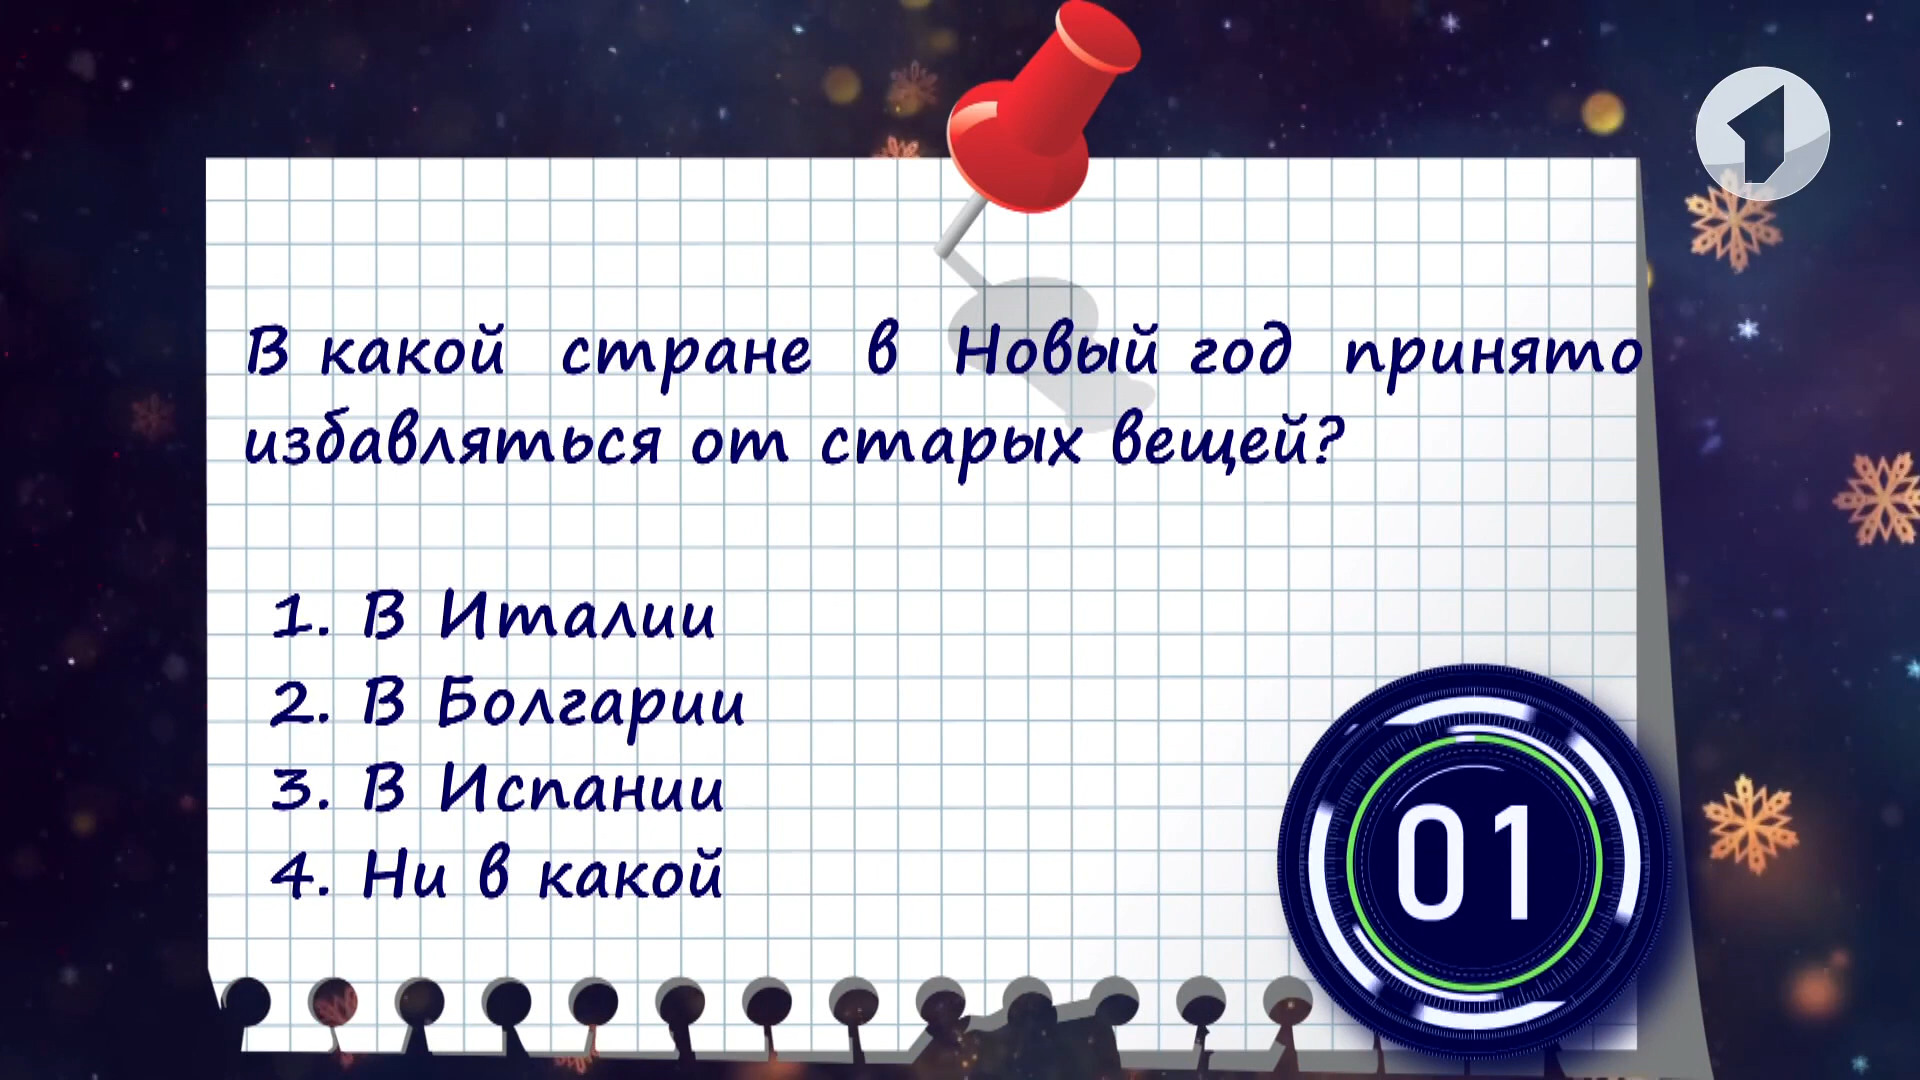 В какой стране в Новый год принято
избавляться от старых вещей?
1. В Италии
2. В Болгарии
3. В Испании
4. Ни в какой
01
1